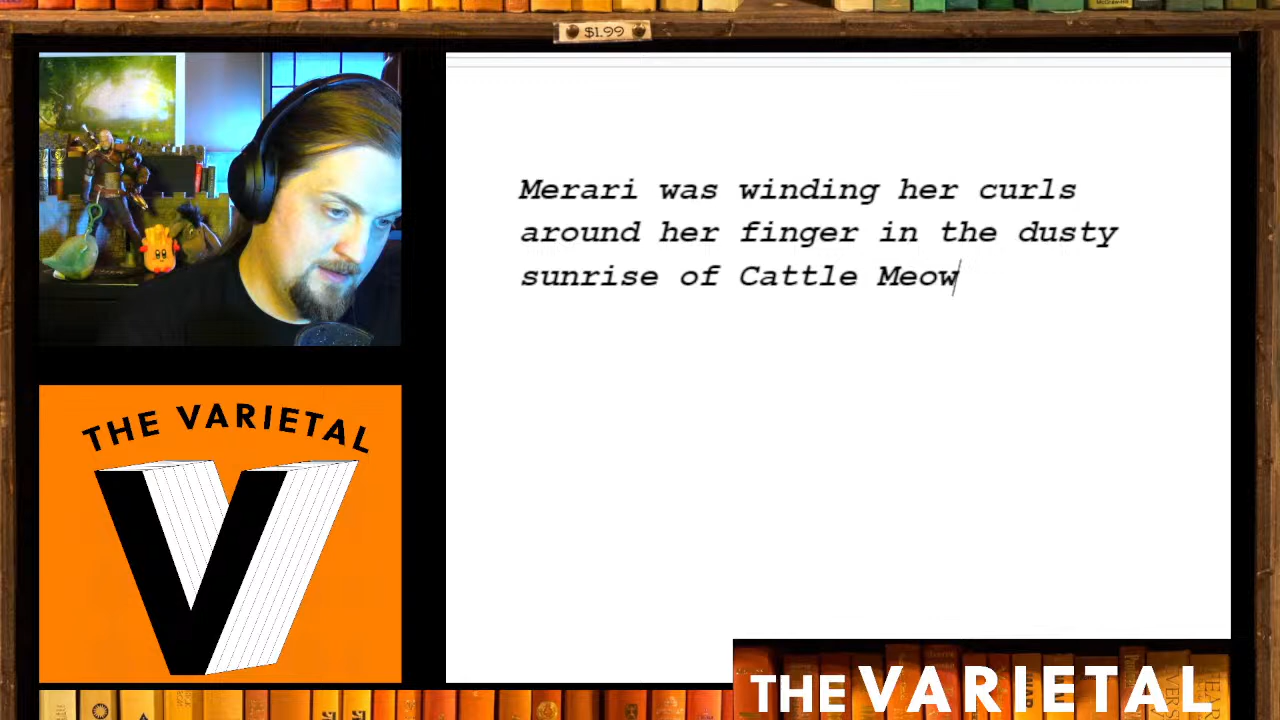 $1.99
Merari was winding her curls
around her finger in the dusty
sunrise of Cattle Meow
THE VARIETAL
V
THE VARIETAL